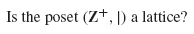 Is the poset (Z⁺, |) a lattice?